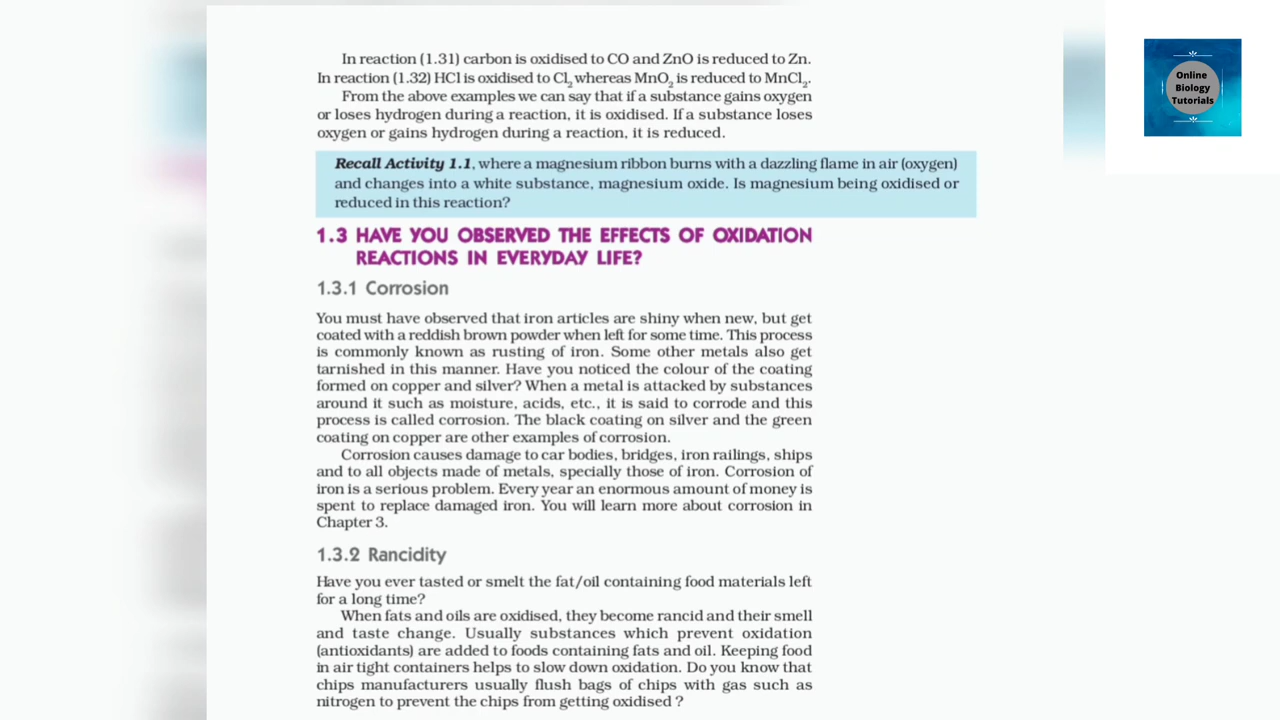 In reaction (1.31) carbon is oxidised to CO and ZnO is reduced to Zn.
In reaction (1.32) HCl is oxidised to Cl2 whereas MnO2 is reduced to MnCl2.
From the above examples we can say that if a substance gains oxygen
or loses hydrogen during a reaction, it is oxidised. If a substance loses
oxygen or gains hydrogen during a reaction, it is reduced.
Recall Activity 1.1, where a magnesium ribbon burns with a dazzling flame in air (oxygen)
and changes into a white substance, magnesium oxide. Is magnesium being oxidised or
reduced in this reaction?
1.3 HAVE YOU OBSERVED THE EFFECTS OF OXIDATION
REACTIONS IN EVERYDAY LIFE?
1.3.1 Corrosion
You must have observed that iron articles are shiny when new, but get
coated with a reddish brown powder when left for some time. This process
is commonly known as rusting of iron. Some other metals also get
tarnished in this manner. Have you noticed the colour of the coating
formed on copper and silver? When a metal is attacked by substances
around it such as moisture, acids, etc., it is said to corrode and this
process is called corrosion. The black coating on silver and the green
coating on copper are other examples of corrosion.
Corrosion causes damage to car bodies, bridges, iron railings, ships
and to all objects made of metals, specially those of iron. Corrosion of
iron is a serious problem. Every year an enormous amount of money is
spent to replace damaged iron. You will learn more about corrosion in
Chapter 3.
1.3.2 Rancidity
Have you ever tasted or smelt the fat/oil containing food materials left
for a long time?
When fats and oils are oxidised, they become rancid and their smell
and taste change. Usually substances which prevent oxidation
(antioxidants) are added to foods containing fats and oil. Keeping food
in air tight containers helps to slow down oxidation. Do you know that
chips manufacturers usually flush bags of chips with gas such as
nitrogen to prevent the chips from getting oxidised ?
Online
Biology
Tutorials